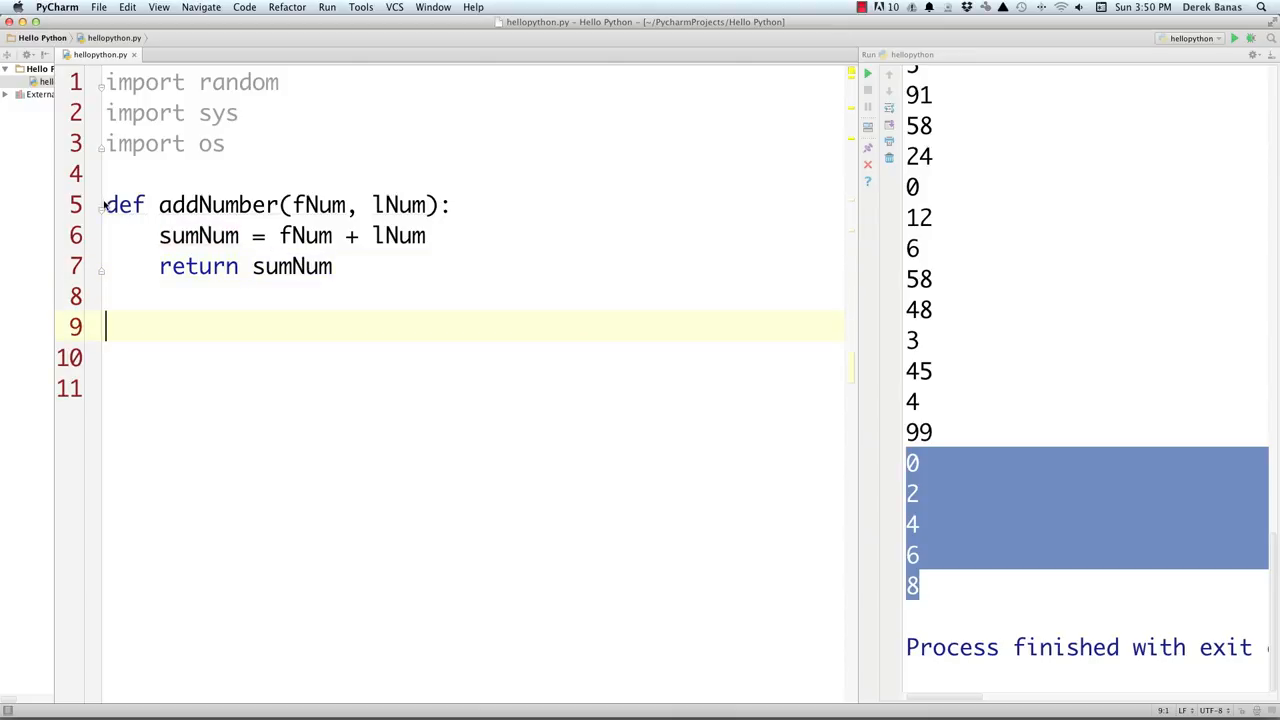 PyCharm File Edit View Navigate Code Refactor Run Tools VCS Window Help 10 Sun 3:50 PM Derek Banas
hellopython.py - Hello Python - [~/PycharmProjects/Hello Python]
Hello Python hellopython.py hellopython
hellopython.py Run hellopython
Hello P
hell
Externa
1 import random
2 import sys
3 import os
4
5 def addNumber(fNum, lNum):
6 sumNum = fNum + lNum
7 return sumNum
8
9
10
11
91
58
24
0
12
6
58
48
3
45
4
99
0
2
4
6
8
Process finished with exit
9:1 LF UTF-8